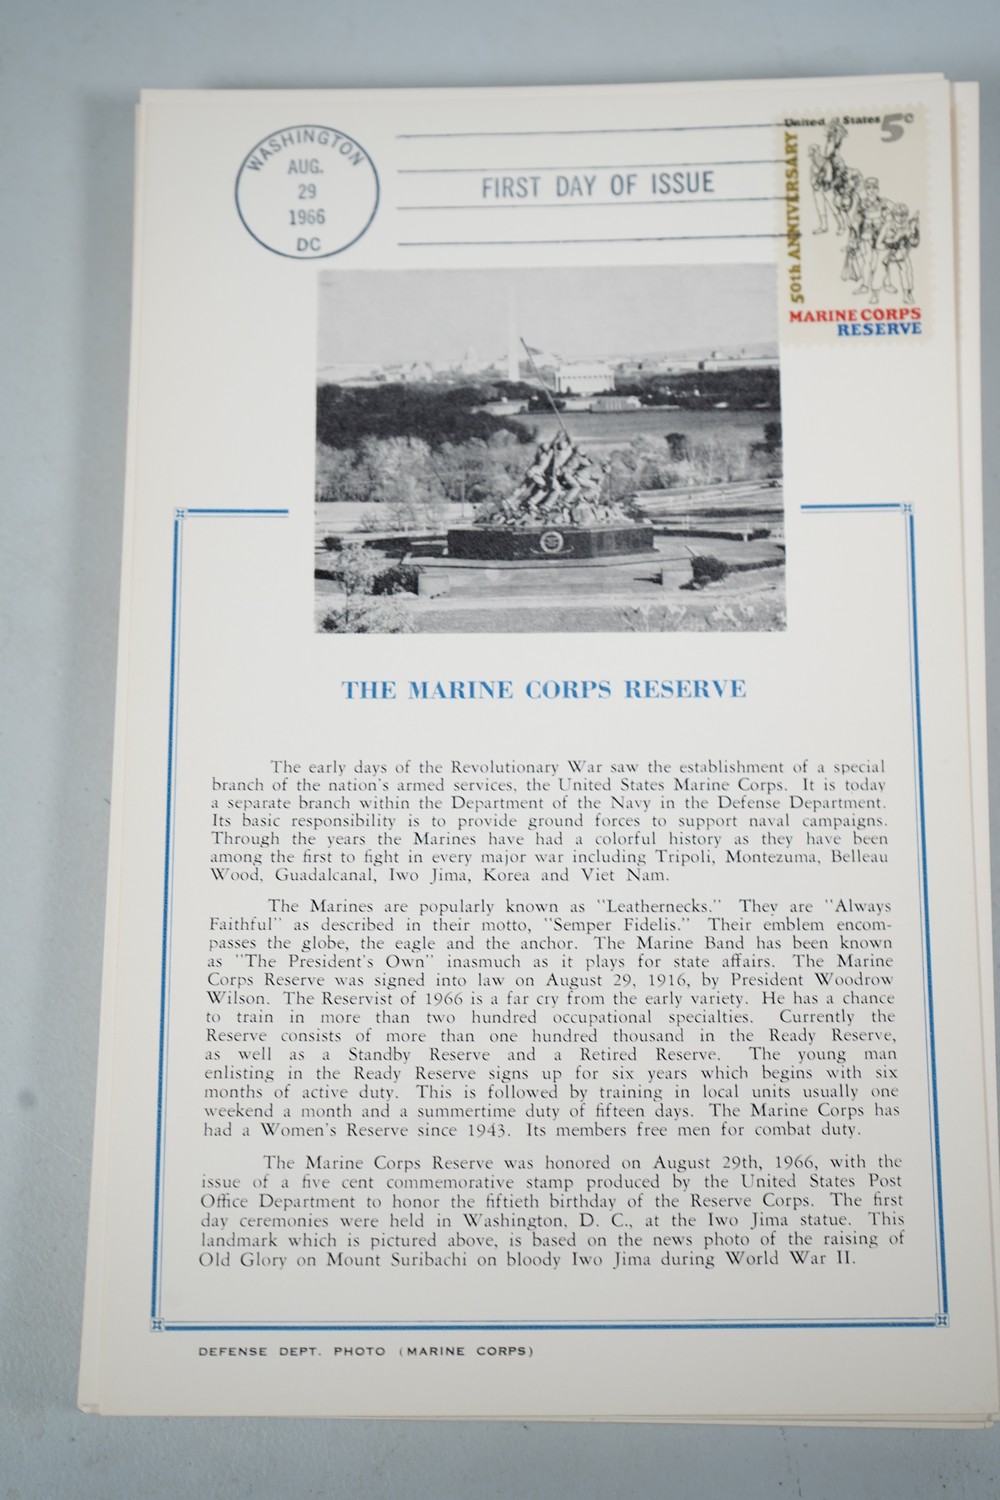 WASHINGTON
AUG.
29
1966
DC
FIRST DAY OF ISSUE
United States 5c
50th ANNIVERSARY
MARINE CORPS
RESERVE
THE MARINE CORPS RESERVE
The early days of the Revolutionary War saw the establishment of a special
branch of the nation's armed services, the United States Marine Corps. It is today
a separate branch within the Department of the Navy in the Defense Department.
Its basic responsibility is to provide ground forces to support naval campaigns.
Through the years the Marines have had a colorful history as they have been
among the first to fight in every major war including Tripoli, Montezuma, Belleau
Wood, Guadalcanal, Iwo Jima, Korea and Viet Nam.
The Marines are popularly known as "Leathernecks." They are "Always
Faithful" as described in their motto, "Semper Fidelis." Their emblem encom-
passes the globe, the eagle and the anchor. The Marine Band has been known
as "The President's Own" inasmuch as it plays for state affairs. The Marine
Corps Reserve was signed into law on August 29, 1916, by President Woodrow
Wilson. The Reservist of 1966 is a far cry from the early variety. He has a chance
to train in more than two hundred occupational specialties. Currently the
Reserve consists of more than one hundred thousand in the Ready Reserve,
as well as a Standby Reserve and a Retired Reserve. The young man
enlisting in the Ready Reserve signs up for six years which begins with six
months of active duty. This is followed by training in local units usually one
weekend a month and a summertime duty of fifteen days. The Marine Corps has
had a Women's Reserve since 1943. Its members free men for combat duty.
The Marine Corps Reserve was honored on August 29th, 1966, with the
issue of a five cent commemorative stamp produced by the United States Post
Office Department to honor the fiftieth birthday of the Reserve Corps. The first
day ceremonies were held in Washington, D. C., at the Iwo Jima statue. This
landmark which is pictured above, is based on the news photo of the raising of
Old Glory on Mount Suribachi on bloody Iwo Jima during World War II.
DEFENSE DEPT. PHOTO (MARINE CORPS)